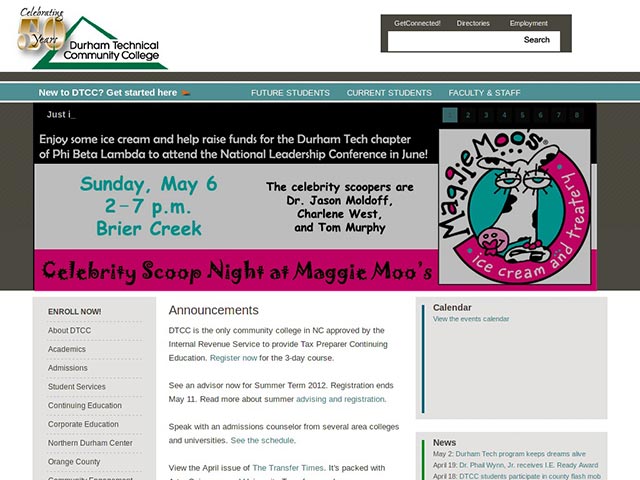 Celebrating
50
Years
Durham Technical
Community College
GetConnected!
Directories
Employment
Search
New to DTCC? Get started here
FUTURE STUDENTS
CURRENT STUDENTS
FACULTY & STAFF
Just i_
1 2 3 4 5 6 7 8
Enjoy some ice cream and help raise funds for the Durham Tech chapter
of Phi Beta Lambda to attend the National Leadership Conference in June!
Sunday, May 6
2-7 p.m.
Brier Creek
The celebrity scoopers are
Dr. Jason Moldoff,
Charlene West,
and Tom Murphy
MaggieMoo's
ice cream and treatery
Celebrity Scoop Night at Maggie Moo's
ENROLL NOW!
About DTCC
Academics
Admissions
Student Services
Continuing Education
Corporate Education
Northern Durham Center
Orange County
Announcements
DTCC is the only community college in NC approved by the
Internal Revenue Service to provide Tax Preparer Continuing
Education. Register now for the 3-day course.
See an advisor now for Summer Term 2012. Registration ends
May 11. Read more about summer advising and registration.
Speak with an admissions counselor from several area colleges
and universities. See the schedule.
View the April issue of The Transfer Times. It's packed with
Calendar
View the events calendar
News
May 2: Durham Tech program keeps dreams alive
April 19: Dr. Phail Wynn, Jr. receives I.E. Ready Award
April 18: DTCC students participate in county flash mob